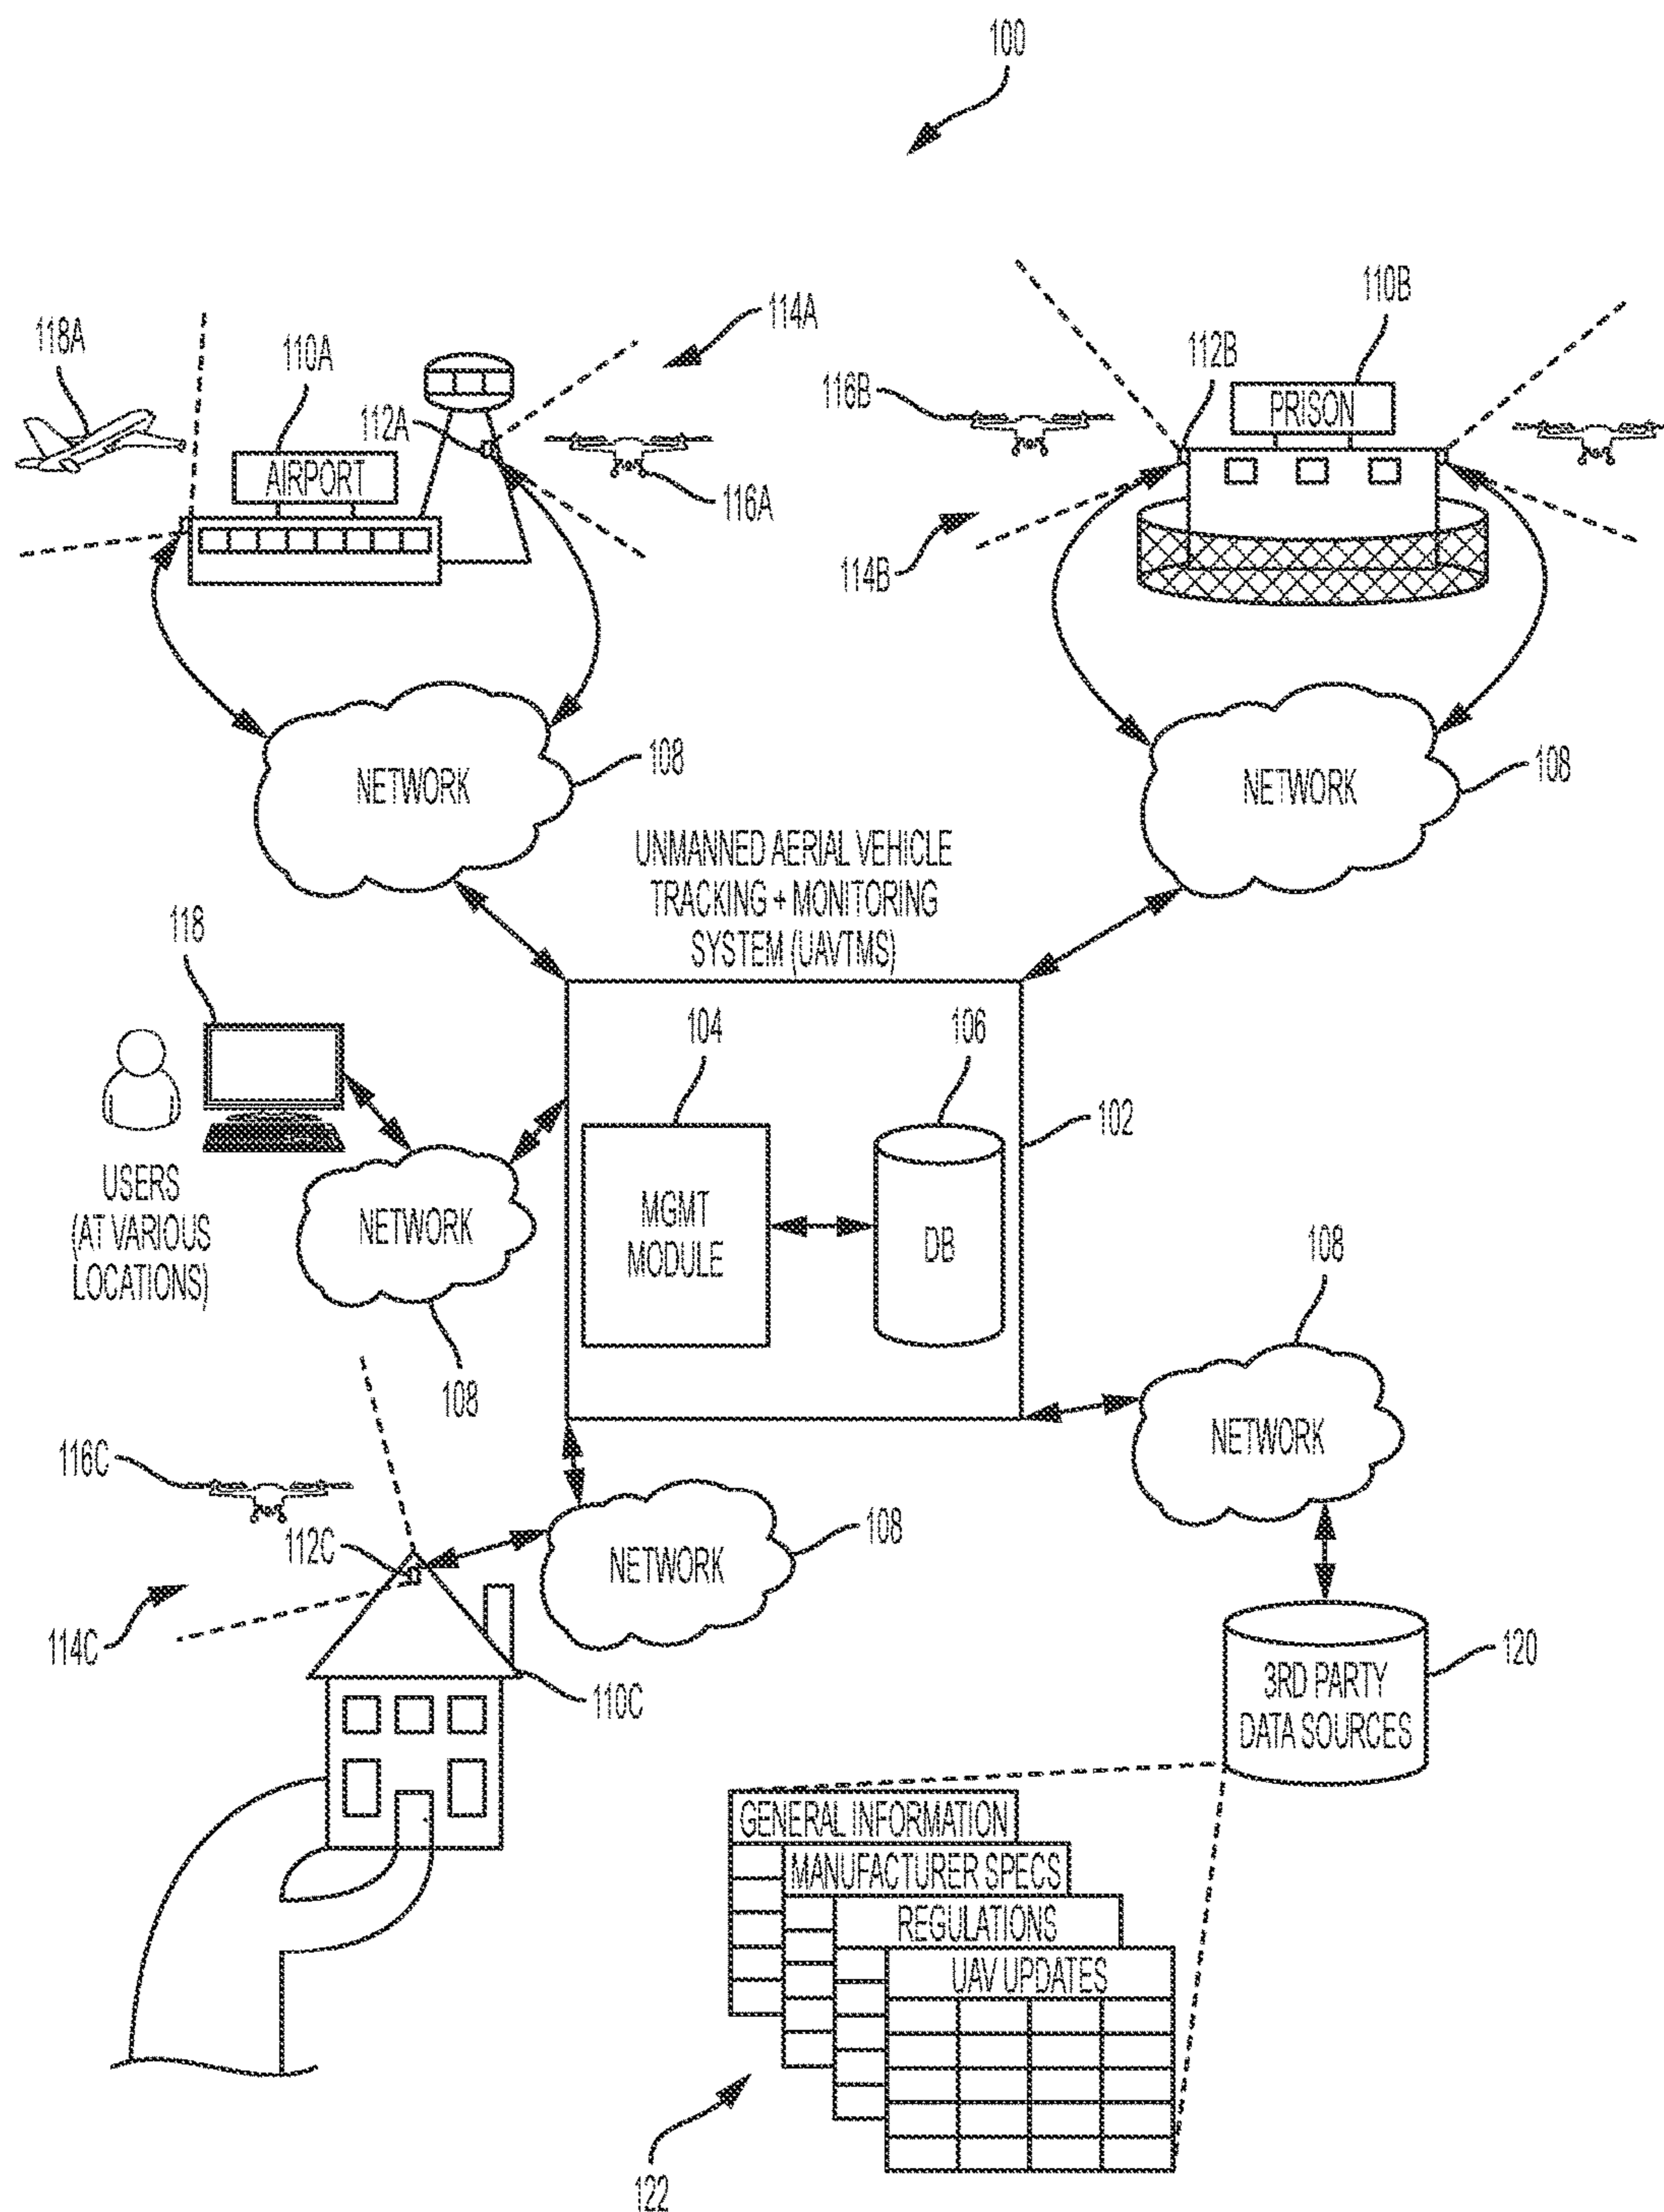 100
118A
110A
114A
112A
AIRPORT
116A
110B
112B
116B
PRISON
114B
NETWORK
108
NETWORK
108
UNMANNED AERIAL VEHICLE
TRACKING + MONITORING
SYSTEM (UAVTMS)
118
104
106
102
USERS
(AT VARIOUS
LOCATIONS)
NETWORK
108
MGMT
MODULE
DB
108
NETWORK
116C
112C
114C
NETWORK
108
110C
3RD PARTY
DATA SOURCES
120
GENERAL INFORMATION
MANUFACTURER SPECS
REGULATIONS
UAV UPDATES
122